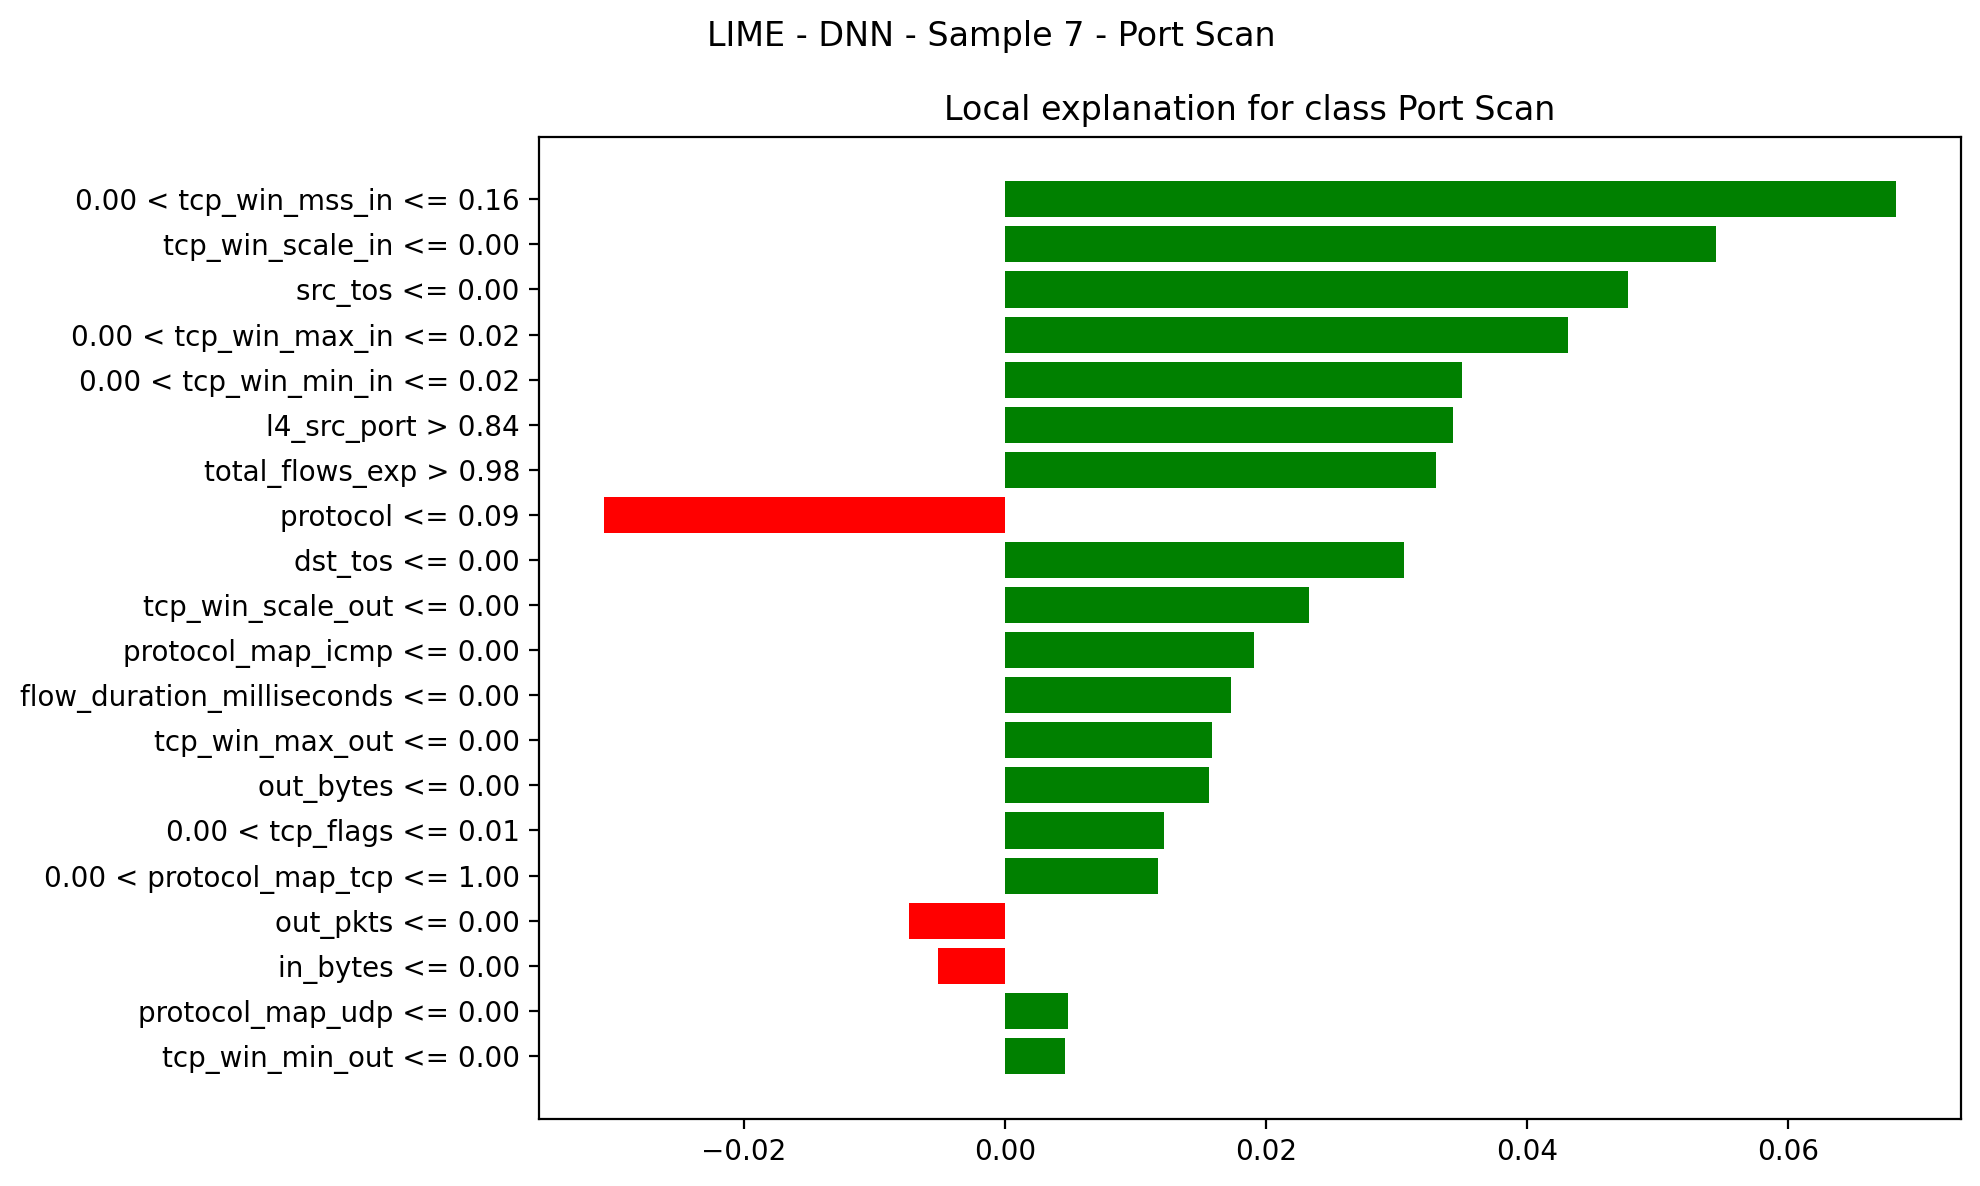 LIME - DNN - Sample 7 - Port Scan
Local explanation for class Port Scan
0.00 < tcp_win_mss_in <= 0.16
tcp_win_scale_in <= 0.00
src_tos <= 0.00
0.00 < tcp_win_max_in <= 0.02
0.00 < tcp_win_min_in <= 0.02
l4_src_port > 0.84
total_flows_exp > 0.98
protocol <= 0.09
dst_tos <= 0.00
tcp_win_scale_out <= 0.00
protocol_map_icmp <= 0.00
flow_duration_milliseconds <= 0.00
tcp_win_max_out <= 0.00
out_bytes <= 0.00
0.00 < tcp_flags <= 0.01
0.00 < protocol_map_tcp <= 1.00
out_pkts <= 0.00
in_bytes <= 0.00
protocol_map_udp <= 0.00
tcp_win_min_out <= 0.00
−0.02 0.00 0.02 0.04 0.06